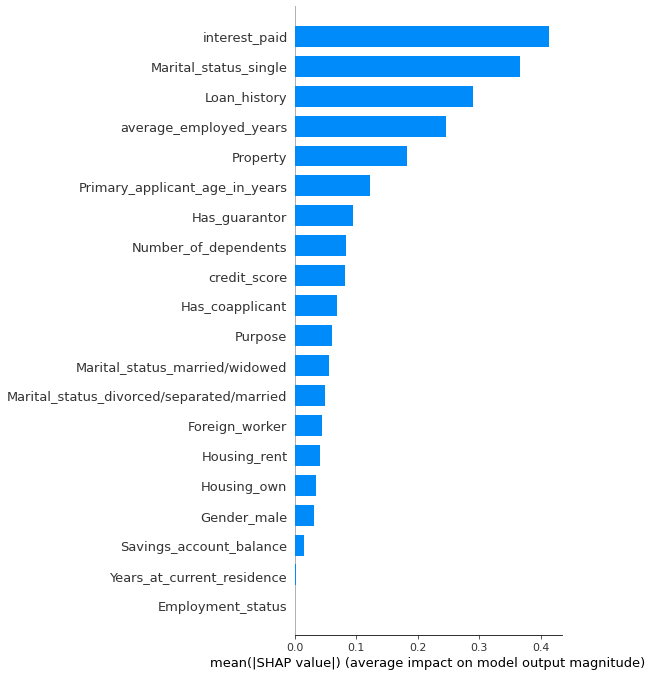 interest_paid
Marital_status_single
Loan_history
average_employed_years
Property
Primary_applicant_age_in_years
Has_guarantor
Number_of_dependents
credit_score
Has_coapplicant
Purpose
Marital_status_married/widowed
Marital_status_divorced/separated/married
Foreign_worker
Housing_rent
Housing_own
Gender_male
Savings_account_balance
Years_at_current_residence
Employment_status
0.0 0.1 0.2 0.3 0.4
mean(|SHAP value|) (average impact on model output magnitude)